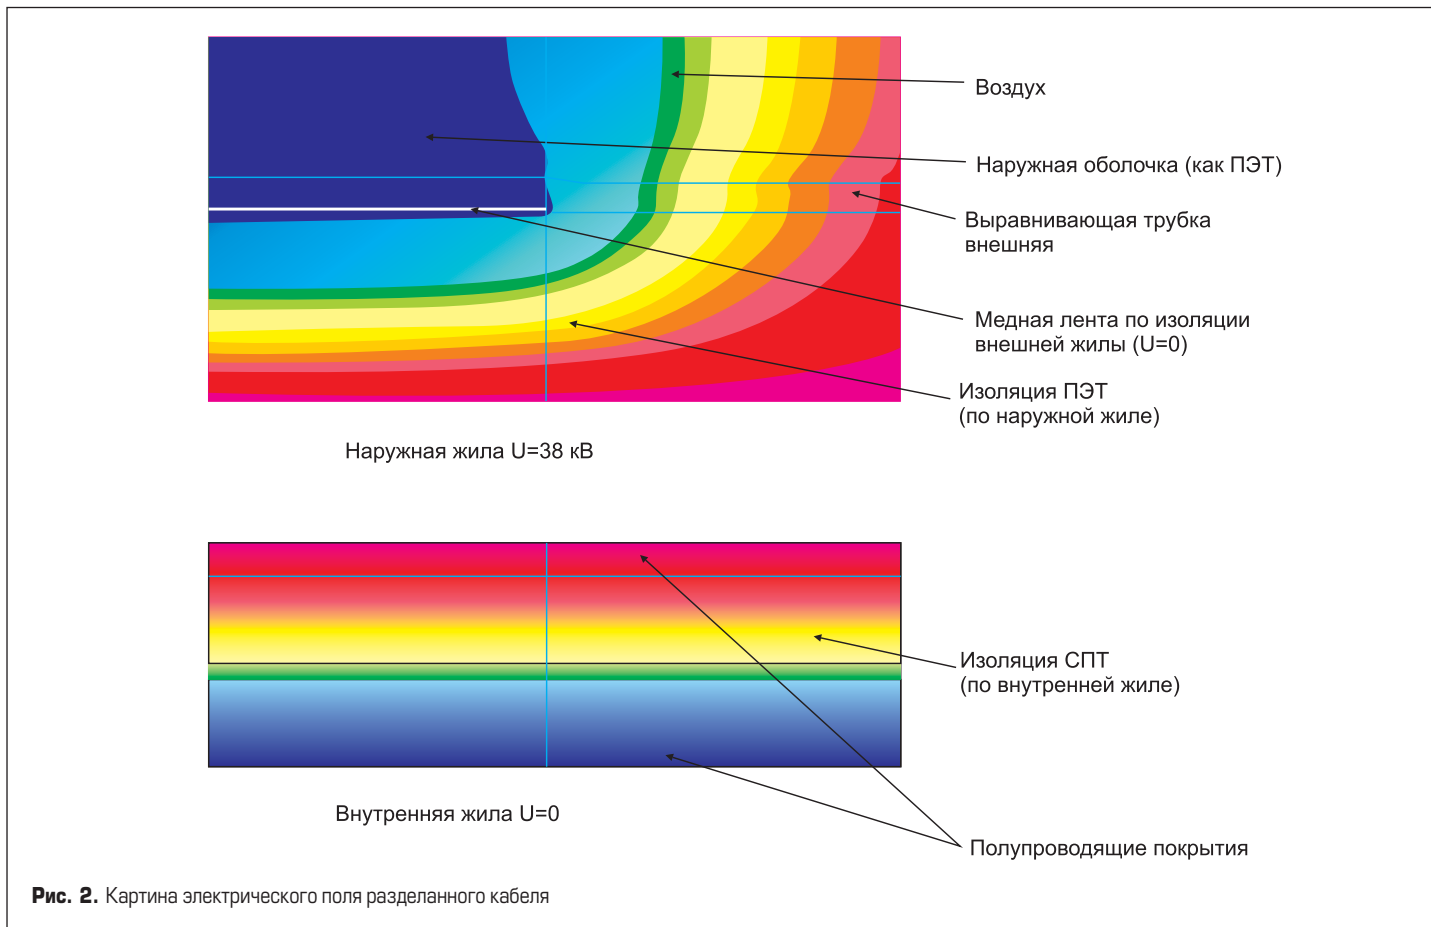 Воздух
Наружная оболочка (как ПЭТ)
Выравнивающая трубка
внешняя
Медная лента по изоляции
внешней жилы (U=0)
Изоляция ПЭТ
(по наружной жиле)
Наружная жила U=38 кВ
Изоляция СПТ
(по внутренней жиле)
Внутренняя жила U=0
Полупроводящие покрытия
Рис. 2. Картина электрического поля разделанного кабеля